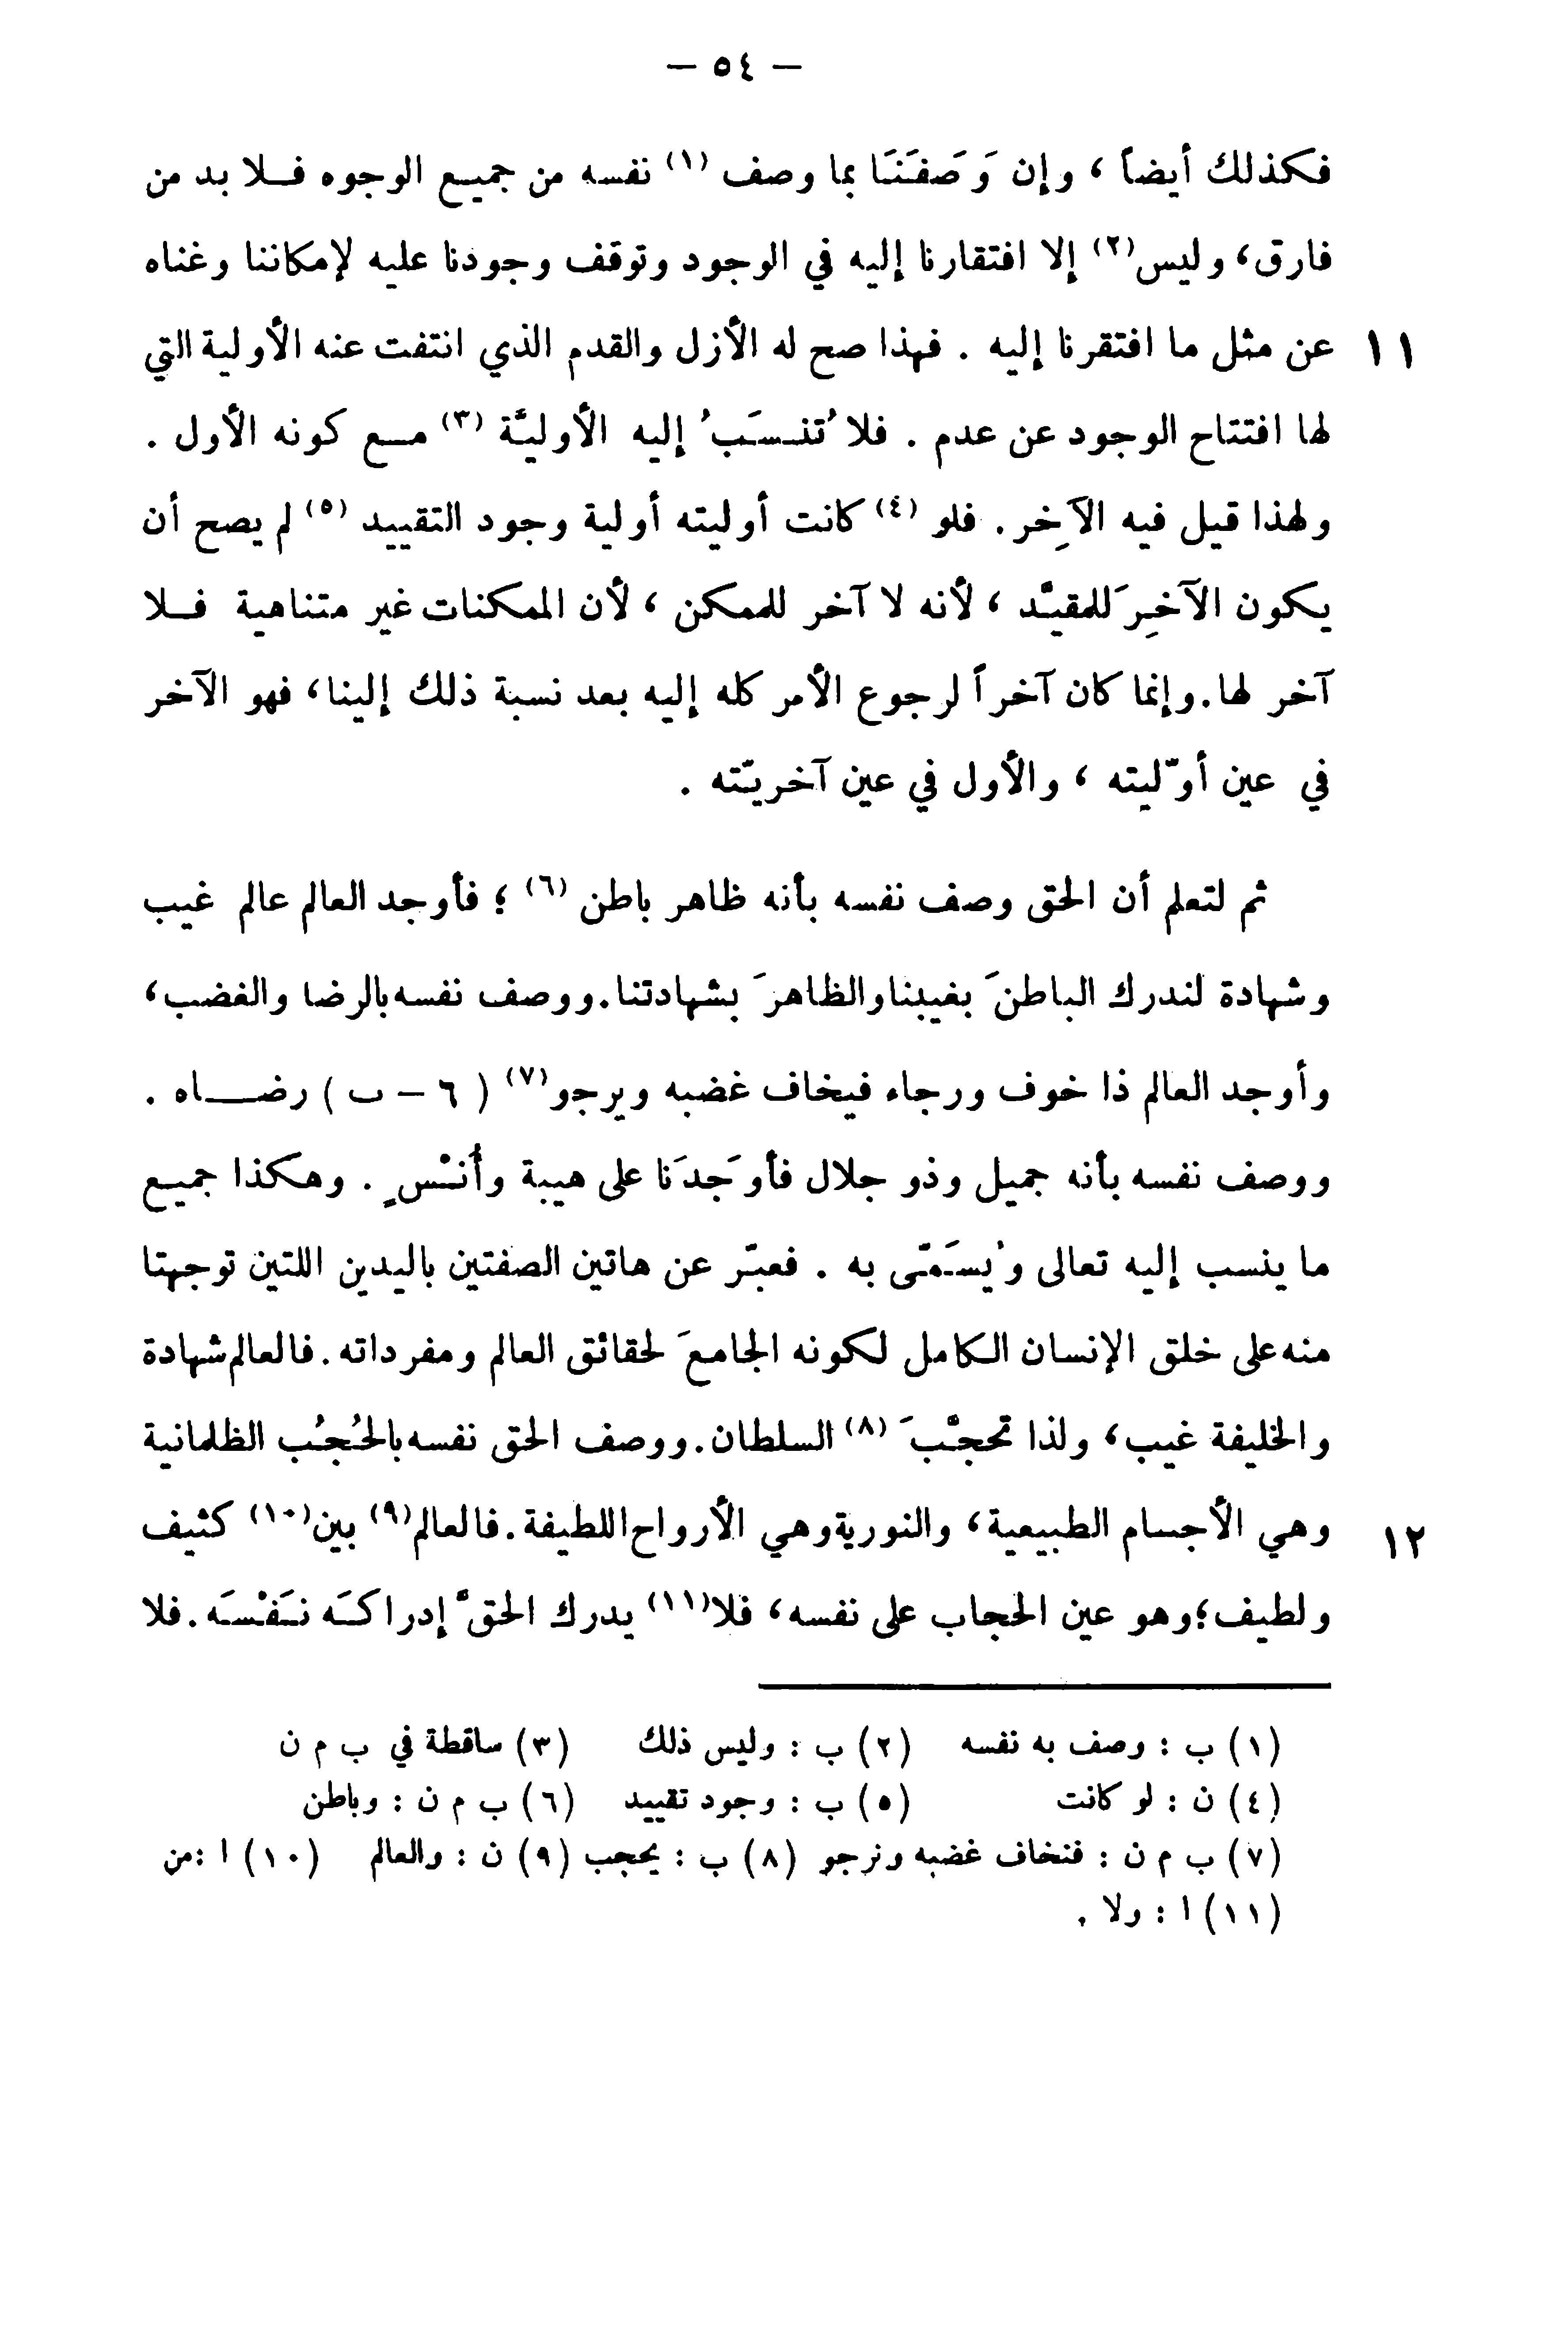 — ٥٤ —
فكذلك أيضاً ، وإن وَصَفَنَا بما وصف (١) نفسه من جميع الوجوه فلا بد من
فارق، وليس(٢) إلا افتقارنا إليه في الوجود وتوقف وجودنا عليه لإمكاننا وغناه
١١ عن مثل ما افتقرنا إليه . فبهذا صح له الأزل والقدم الذي انتفت عنه الأولية التي
لها افتتاح الوجود عن عدم . فلا تُنسَبُ إليه الأوليَّة (٣) مع كونه الأول .
ولهذا قيل فيه الآخِر. فلو (٤) كانت أوليته أولية وجود التقييد (٥) لم يصح أن
يكون الآخِرَ للمقيَّد ، لأنه لا آخر للممكن ، لأن الممكنات غير متناهية فلا
آخر لها.وإنما كان آخراً لرجوع الأمر كله إليه بعد نسبة ذلك إلينا، فهو الآخر
في عين أوّليته ، والأول في عين آخريّته .
ثم لتعلم أن الحق وصف نفسه بأنه ظاهر باطن (٦) ؛ فأوجد العالم عالم غيب
وشهادة لندرك الباطنَ بغيبنا والظاهرَ بشهادتنا.ووصف نفسه بالرضا والغضب،
وأوجد العالم ذا خوف ورجاء فيخاف غضبه ويرجو(٧) ( ٦ – ب ) رضاه .
ووصف نفسه بأنه جميل وذو جلال فأوجَدَنا على هيبة وأُنْسٍ . وهكذا جميع
ما ينسب إليه تعالى ويُسَمَّى به . فعبّر عن هاتين الصفتين باليدين اللتين توجهتا
منه على خلق الإنسان الكامل لكونه الجامعَ لحقائق العالم ومفرداته.فالعالم شهادة
والخليفة غيب، ولذا تحجَّبَ (٨) السلطان.ووصف الحق نفسه بالحُجُب الظلمانية
١٢ وهي الأجسام الطبيعية، والنورية وهي الأرواح اللطيفة.فالعالم(٩) بين(١٠) كثيف
ولطيف؛وهو عين الحجاب على نفسه، فلا(١١) يدرك الحقَّ إدراكَه نَفْسَه.فلا
(١) ب : وصف به نفسه (٢) ب : وليس ذلك (٣) ساقطة في ب م ن
(٤) ن : لو كانت (٥) ب : وجود تقييد (٦) ب م ن : وباطن
(٧) ب م ن : فنخاف غضبه ونرجو (٨) ب : يحجب (٩) ن : والعالم (١٠) ا :من
(١١) ا : ولا .